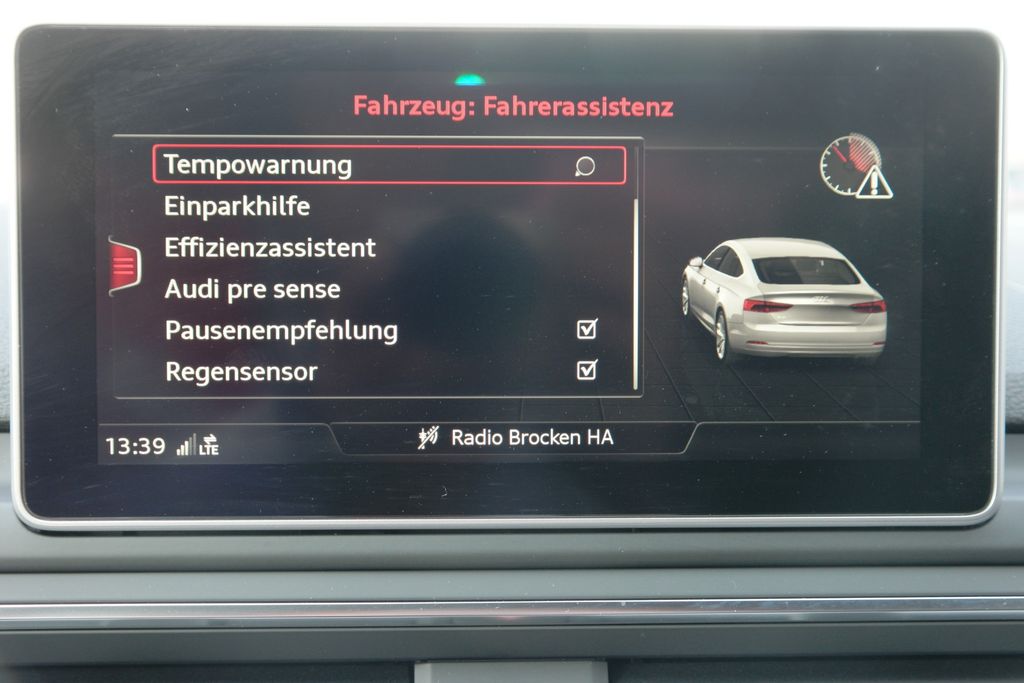 Fahrzeug: Fahrerassistenz
Tempowarnung
Einparkhilfe
Effizienzassistent
Audi pre sense
Pausenempfehlung
Regensensor
13:39 LTE
Radio Brocken HA